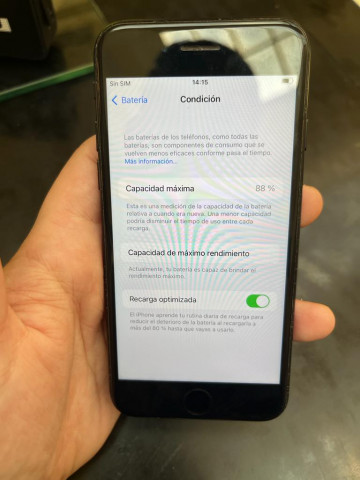 Sin SIM 14:15
Batería Condición
Las baterías de los teléfonos, como todas las
baterías, son componentes de consumo que se
vuelven menos eficaces conforme pasa el tiempo.
Más información...
Capacidad máxima 88 %
Esta es una medición de la capacidad de la batería
relativa a cuando era nueva. Una menor capacidad
podría disminuir el tiempo de uso entre cada
recarga.
Capacidad de máximo rendimiento
Actualmente, tu batería es capaz de brindar el
rendimiento máximo.
Recarga optimizada
El iPhone aprende tu rutina diaria de recarga para
reducir el deterioro de la batería al recargarlo a
más del 80 % hasta que vayas a usarlo.